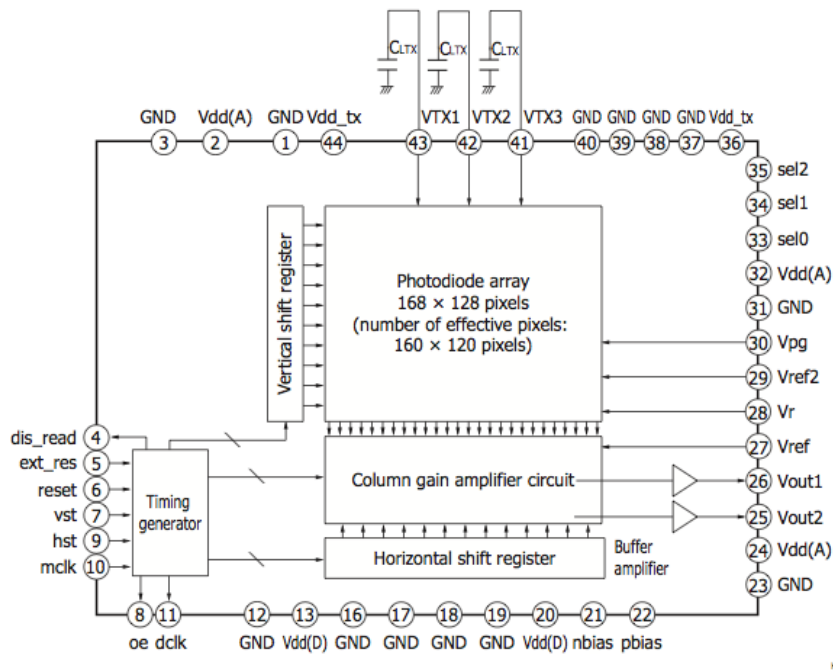 CLTX CLTX CLTX
GND Vdd(A) GND Vdd_tx VTX1 VTX2 VTX3 GND GND GND GND Vdd_tx
3 2 1 44 43 42 41 40 39 38 37 36
35 sel2
34 sel1
33 sel0
32 Vdd(A)
31 GND
30 Vpg
29 Vref2
28 Vr
27 Vref
26 Vout1
25 Vout2
24 Vdd(A)
23 GND
Vertical shift register
Photodiode array
168 × 128 pixels
(number of effective pixels:
160 × 120 pixels)
dis_read 4
ext_res 5
reset 6
vst 7
hst 9
mclk 10
Timing
generator
Column gain amplifier circuit
Horizontal shift register
Buffer
amplifier
8 11 12 13 16 17 18 19 20 21 22
oe dclk GND Vdd(D) GND GND GND GND Vdd(D) nbias pbias